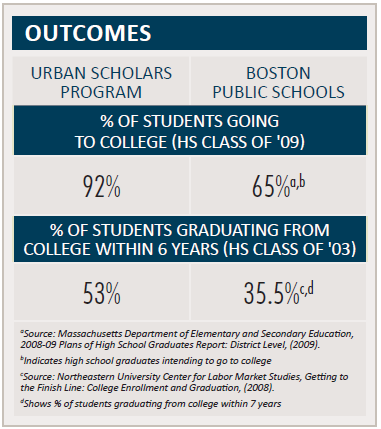 OUTCOMES
URBAN SCHOLARS PROGRAM
BOSTON PUBLIC SCHOOLS
% OF STUDENTS GOING
TO COLLEGE (HS CLASS OF '09)
92%
65%a,b
% OF STUDENTS GRADUATING FROM
COLLEGE WITHIN 6 YEARS (HS CLASS OF '03)
53%
35.5%c,d
aSource: Massachusetts Department of Elementary and Secondary Education,
2008-09 Plans of High School Graduates Report: District Level, (2009).
bIndicates high school graduates intending to go to college
cSource: Northeastern University Center for Labor Market Studies, Getting to
the Finish Line: College Enrollment and Graduation, (2008).
dShows % of students graduating from college within 7 years